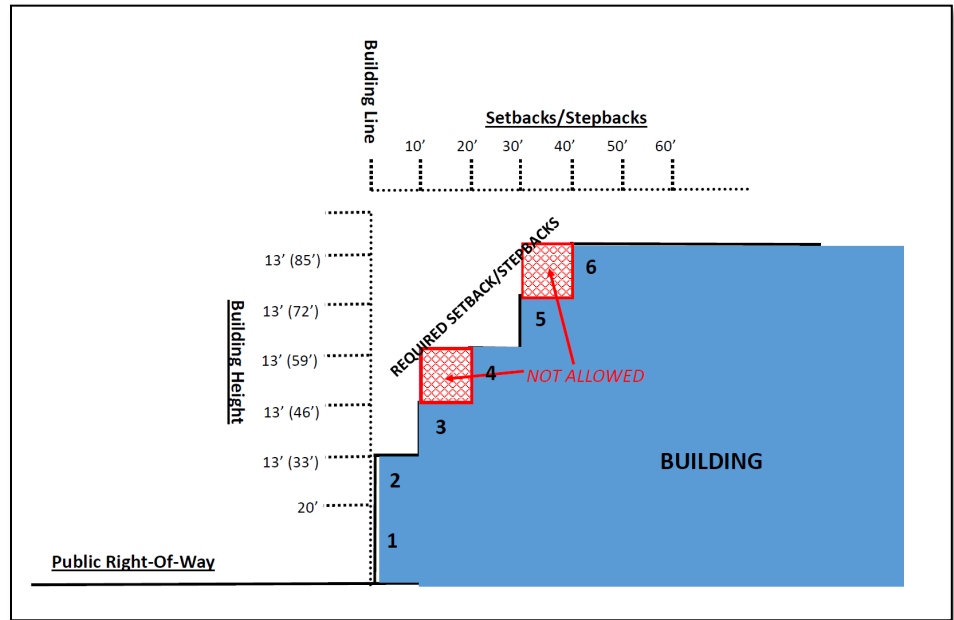 Building Line
Setbacks/Stepbacks
10’ 20’ 30’ 40’ 50’ 60’
REQUIRED SETBACK/STEPBACKS
13’ (85’)
6
13’ (72’)
5
Building Height
13’ (59’)
4
NOT ALLOWED
13’ (46’)
3
13’ (33’)
BUILDING
2
20’
1
Public Right-Of-Way